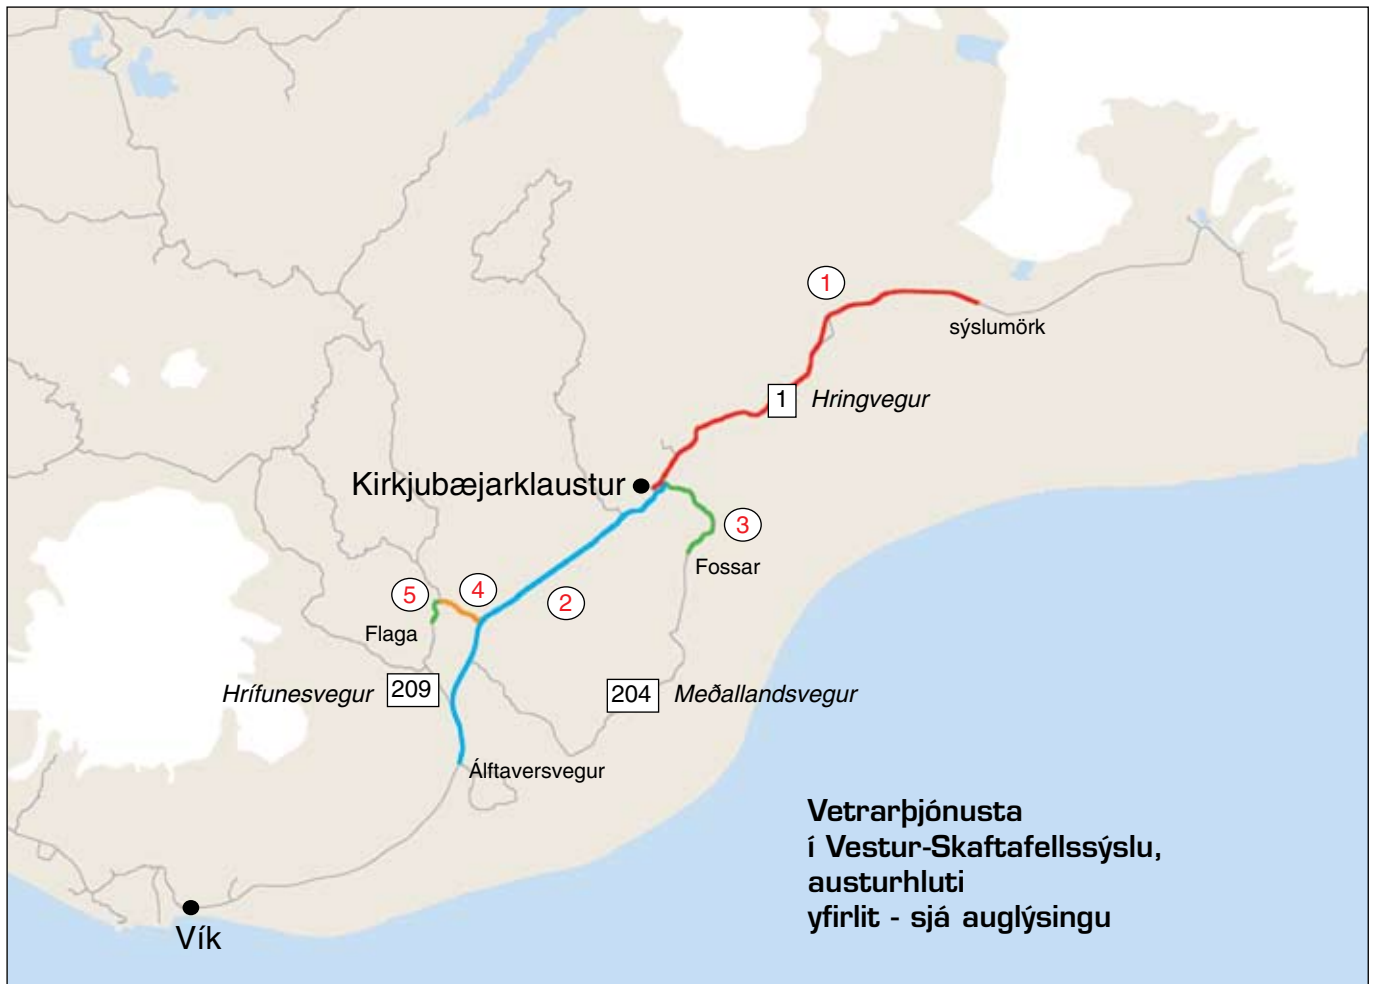 1
sýslumörk
1
Hringvegur
Kirkjubæjarklaustur
3
Fossar
5
4
2
Flaga
Hrífunesvegur
209
204
Meðallandsvegur
Álftaversvegur
Vík
Vetrarþjónusta
í Vestur-Skaftafellssýslu,
austurhluti
yfirlit - sjá auglýsingu